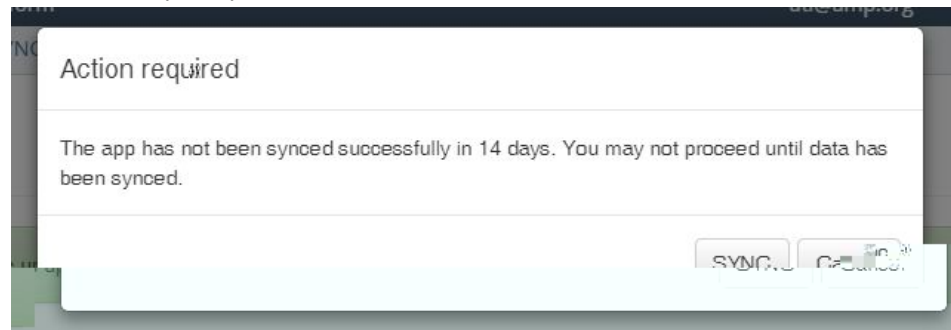 Action required
The app has not been synced successfully in 14 days. You may not proceed until data has
been synced.
SYNC